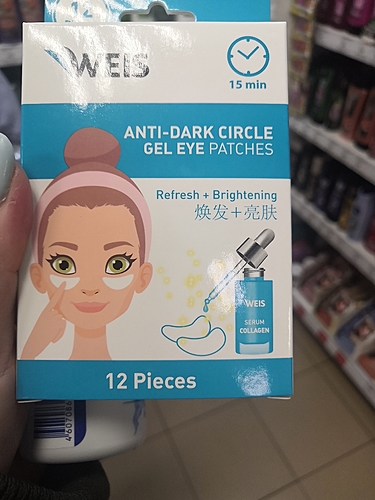 WEIS
15 min
ANTI-DARK CIRCLE
GEL EYE PATCHES
Refresh + Brightening
焕发+亮肤
WEIS
SERUM
COLLAGEN
12 Pieces